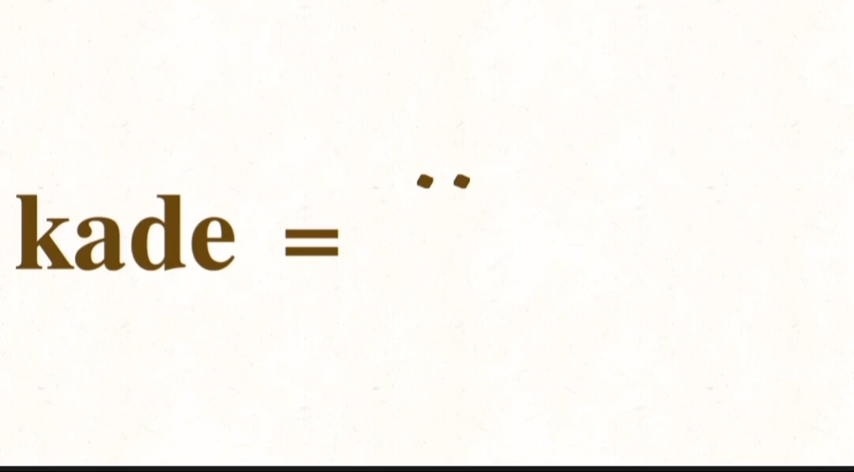 kade = ¨